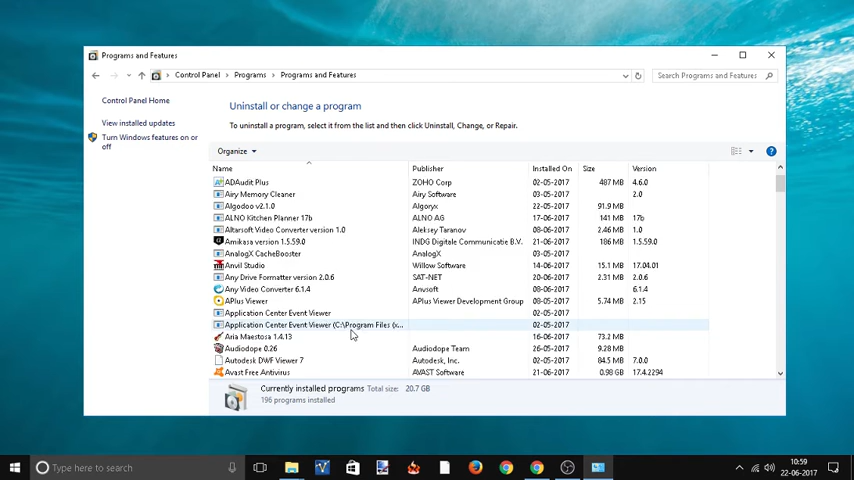 Programs and Features
Control Panel > Programs > Programs and Features
Search Programs and Features
Control Panel Home
View installed updates
Turn Windows features on or
off
Uninstall or change a program
To uninstall a program, select it from the list and then click Uninstall, Change, or Repair.
Organize
Name Publisher Installed On Size Version
ADAudit Plus ZOHO Corp 02-05-2017 487 MB 4.6.0
Airy Memory Cleaner Airy Software 02-05-2017 2.0
Algodoo v2.1.0 Algoryx 22-05-2017 91.9 MB
ALNO Kitchen Planner 17b ALNO AG 17-06-2017 141 MB 17b
Altarsoft Video Converter version 1.0 Aleksey Taranov 08-06-2017 2.46 MB 1.0
Amikasa version 1.5.59.0 INDG Digitale Communicatie B.V. 21-06-2017 186 MB 1.5.59.0
AnalogX CacheBooster AnalogX 02-05-2017
Anvil Studio Willow Software 14-06-2017 15.1 MB 17.04.01
Any Drive Formatter version 2.0.6 SAT-NET 02-05-2017 2.31 MB 2.0.6
Any Video Converter 6.1.4 Anvsoft 08-06-2017 6.1.4
APlus Viewer APlus Viewer Development Group 08-05-2017 5.74 MB 2.15
Application Center Event Viewer 02-05-2017
Application Center Event Viewer (C:\Program Files (x... 02-05-2017
Aria Maestosa 1.4.13 16-06-2017 73.2 MB
Audiodope 0.26 Audiodope Team 26-05-2017 9.28 MB
Autodesk DWF Viewer 7 Autodesk, Inc. 02-05-2017 84.5 MB 7.0.0
Avast Free Antivirus AVAST Software 21-06-2017 0.98 GB 17.4.2294
Currently installed programs Total size: 20.7 GB
196 programs installed
Type here to search
10:59
22-06-2017